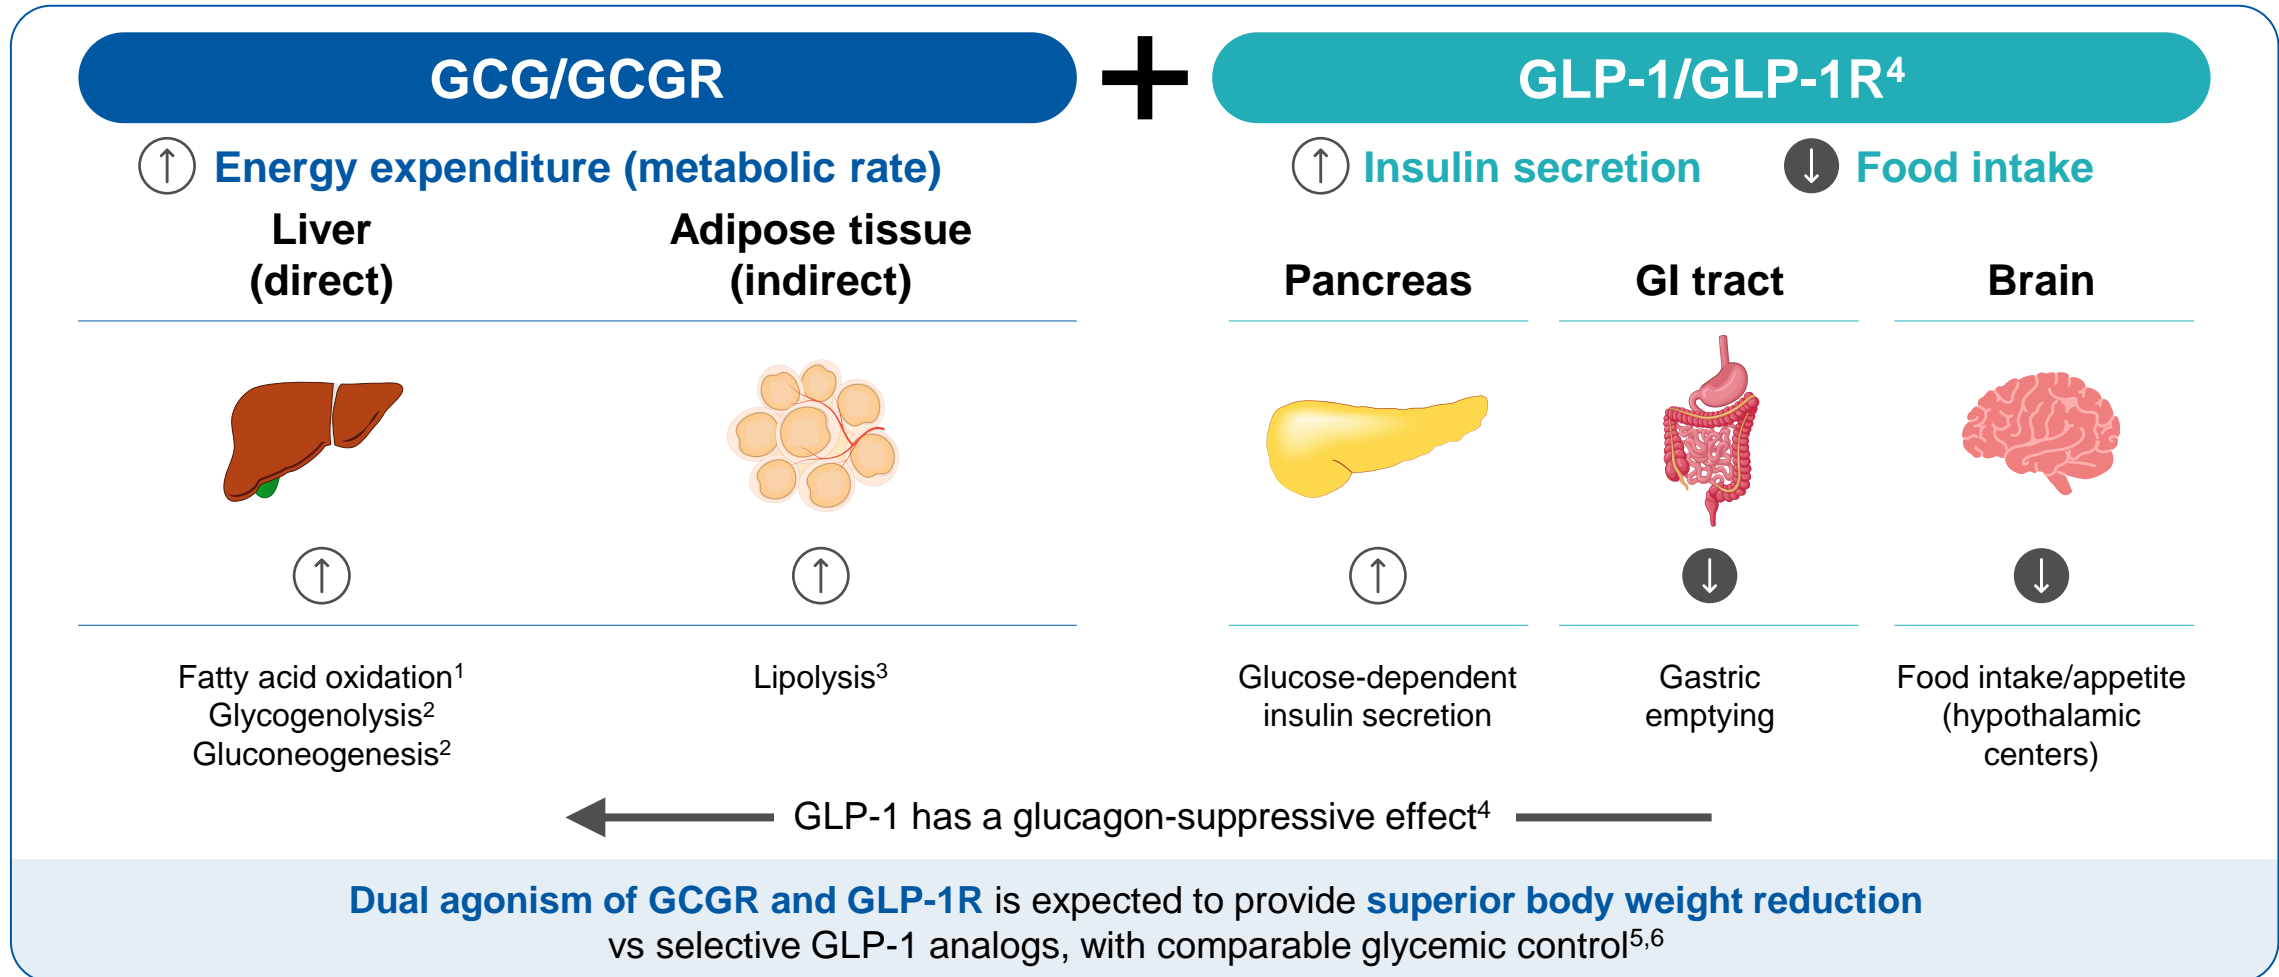 GCG/GCGR
+
GLP-1/GLP-1R⁴
Energy expenditure (metabolic rate)
Insulin secretion
Food intake
Liver
(direct)
Adipose tissue
(indirect)
Pancreas
GI tract
Brain
Fatty acid oxidation¹
Glycogenolysis²
Gluconeogenesis²
Lipolysis³
Glucose-dependent
insulin secretion
Gastric
emptying
Food intake/appetite
(hypothalamic
centers)
GLP-1 has a glucagon-suppressive effect⁴
Dual agonism of GCGR and GLP-1R is expected to provide superior body weight reduction
vs selective GLP-1 analogs, with comparable glycemic control⁵,⁶